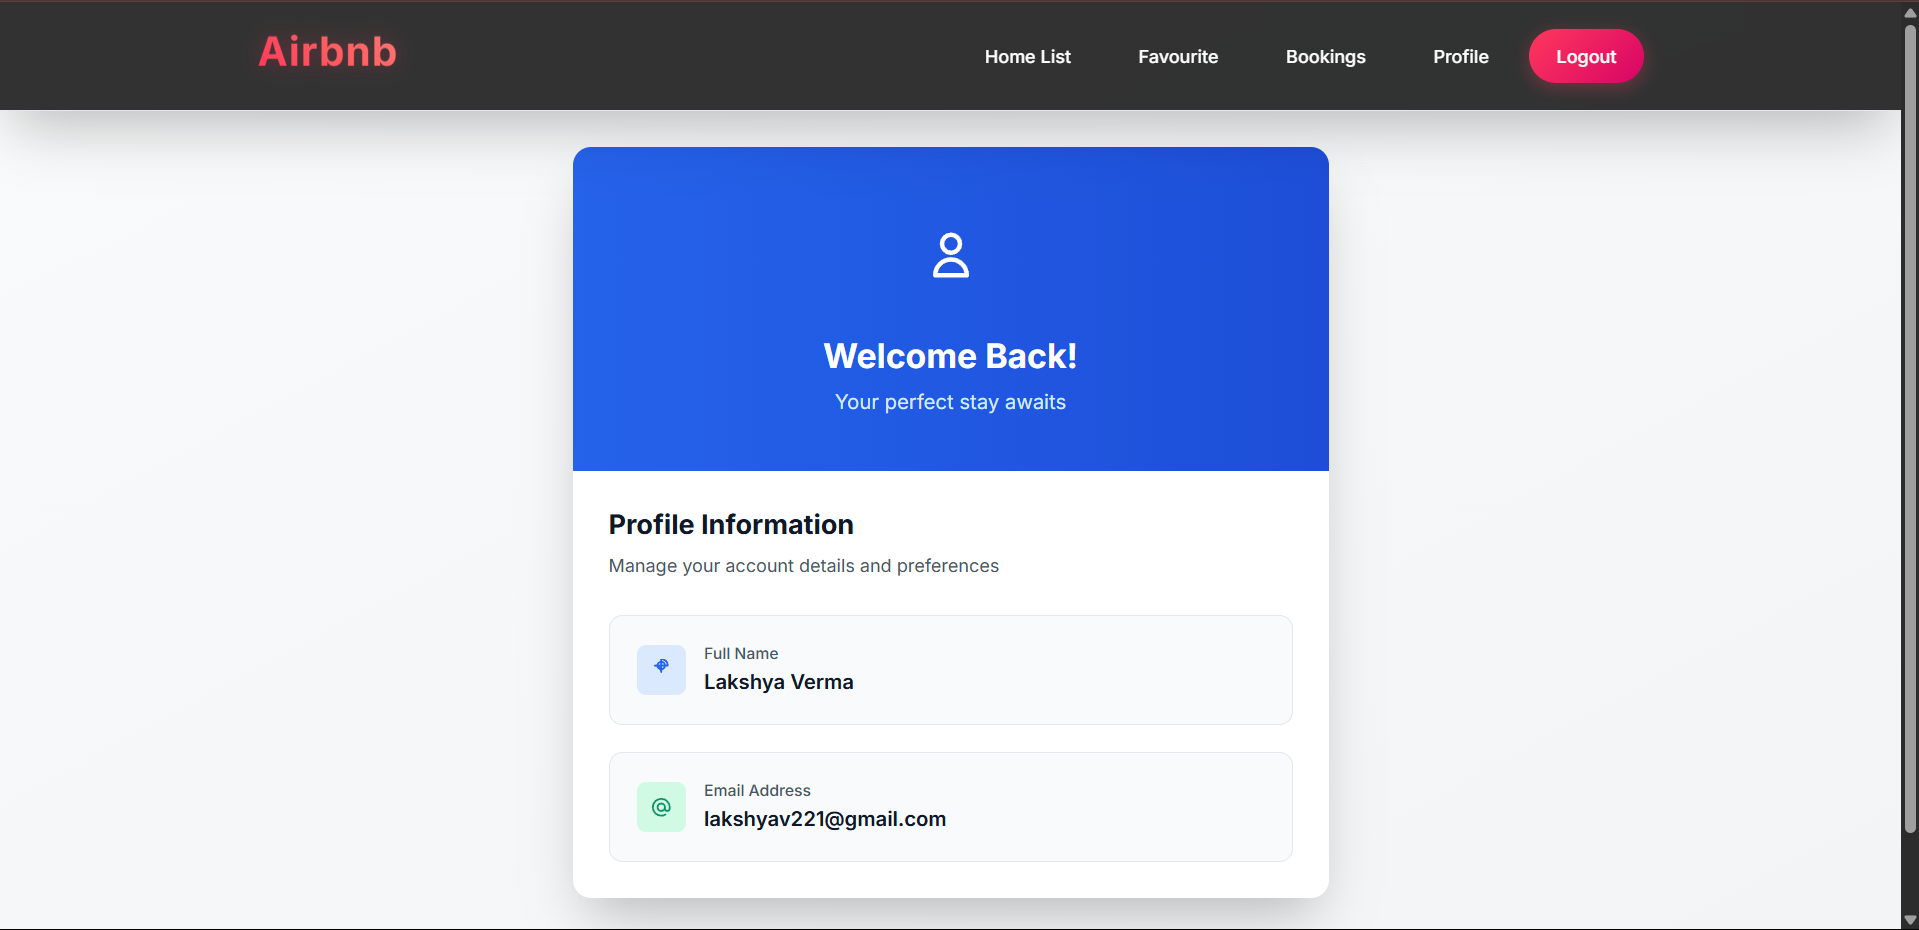 Airbnb
Home List
Favourite
Bookings
Profile
Logout
Welcome Back!
Your perfect stay awaits
Profile Information
Manage your account details and preferences
Full Name
Lakshya Verma
Email Address
lakshyav221@gmail.com